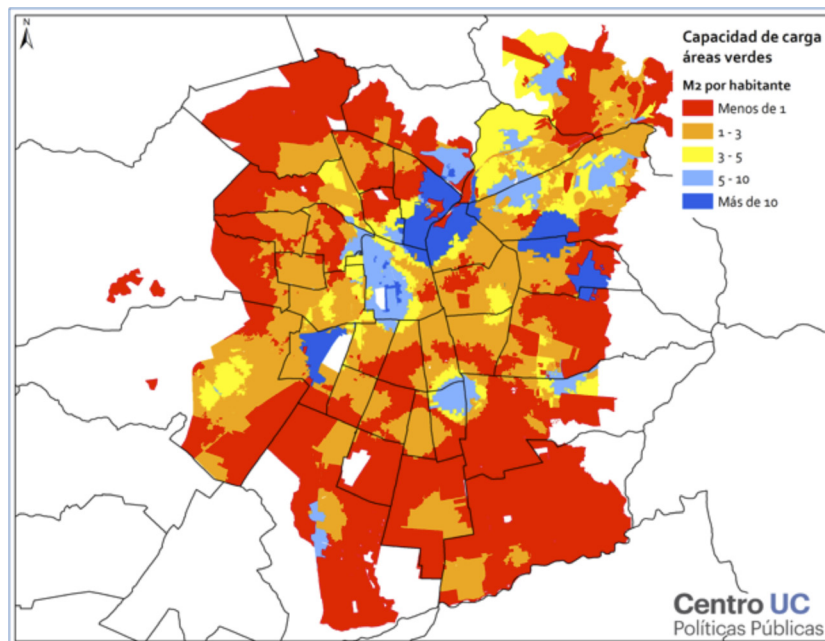 N
Capacidad de carga
áreas verdes
M2 por habitante
Menos de 1
1 - 3
3 - 5
5 - 10
Más de 10
Centro UC
Políticas Públicas